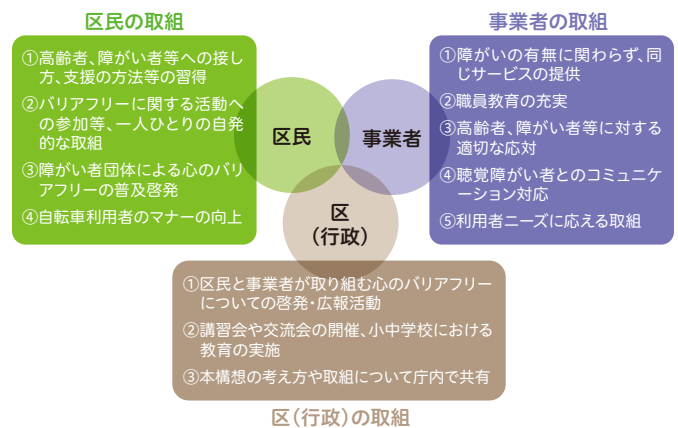 区民の取組
①高齢者、障がい者等への接し
方、支援の方法等の習得
②バリアフリーに関する活動へ
の参加等、一人ひとりの自発
的な取組
③障がい者団体による心のバリ
アフリーの普及啓発
④自転車利用者のマナーの向上
区民
事業者
区
（行政）
事業者の取組
①障がいの有無に関わらず、同
じサービスの提供
②職員教育の充実
③高齢者、障がい者等に対する
適切な応対
④聴覚障がい者とのコミュニケ
ーション対応
⑤利用者ニーズに応える取組
①区民と事業者が取り組む心のバリアフリー
についての啓発・広報活動
②講習会や交流会の開催、小中学校における
教育の実施
③本構想の考え方や取組について庁内で共有
区（行政）の取組